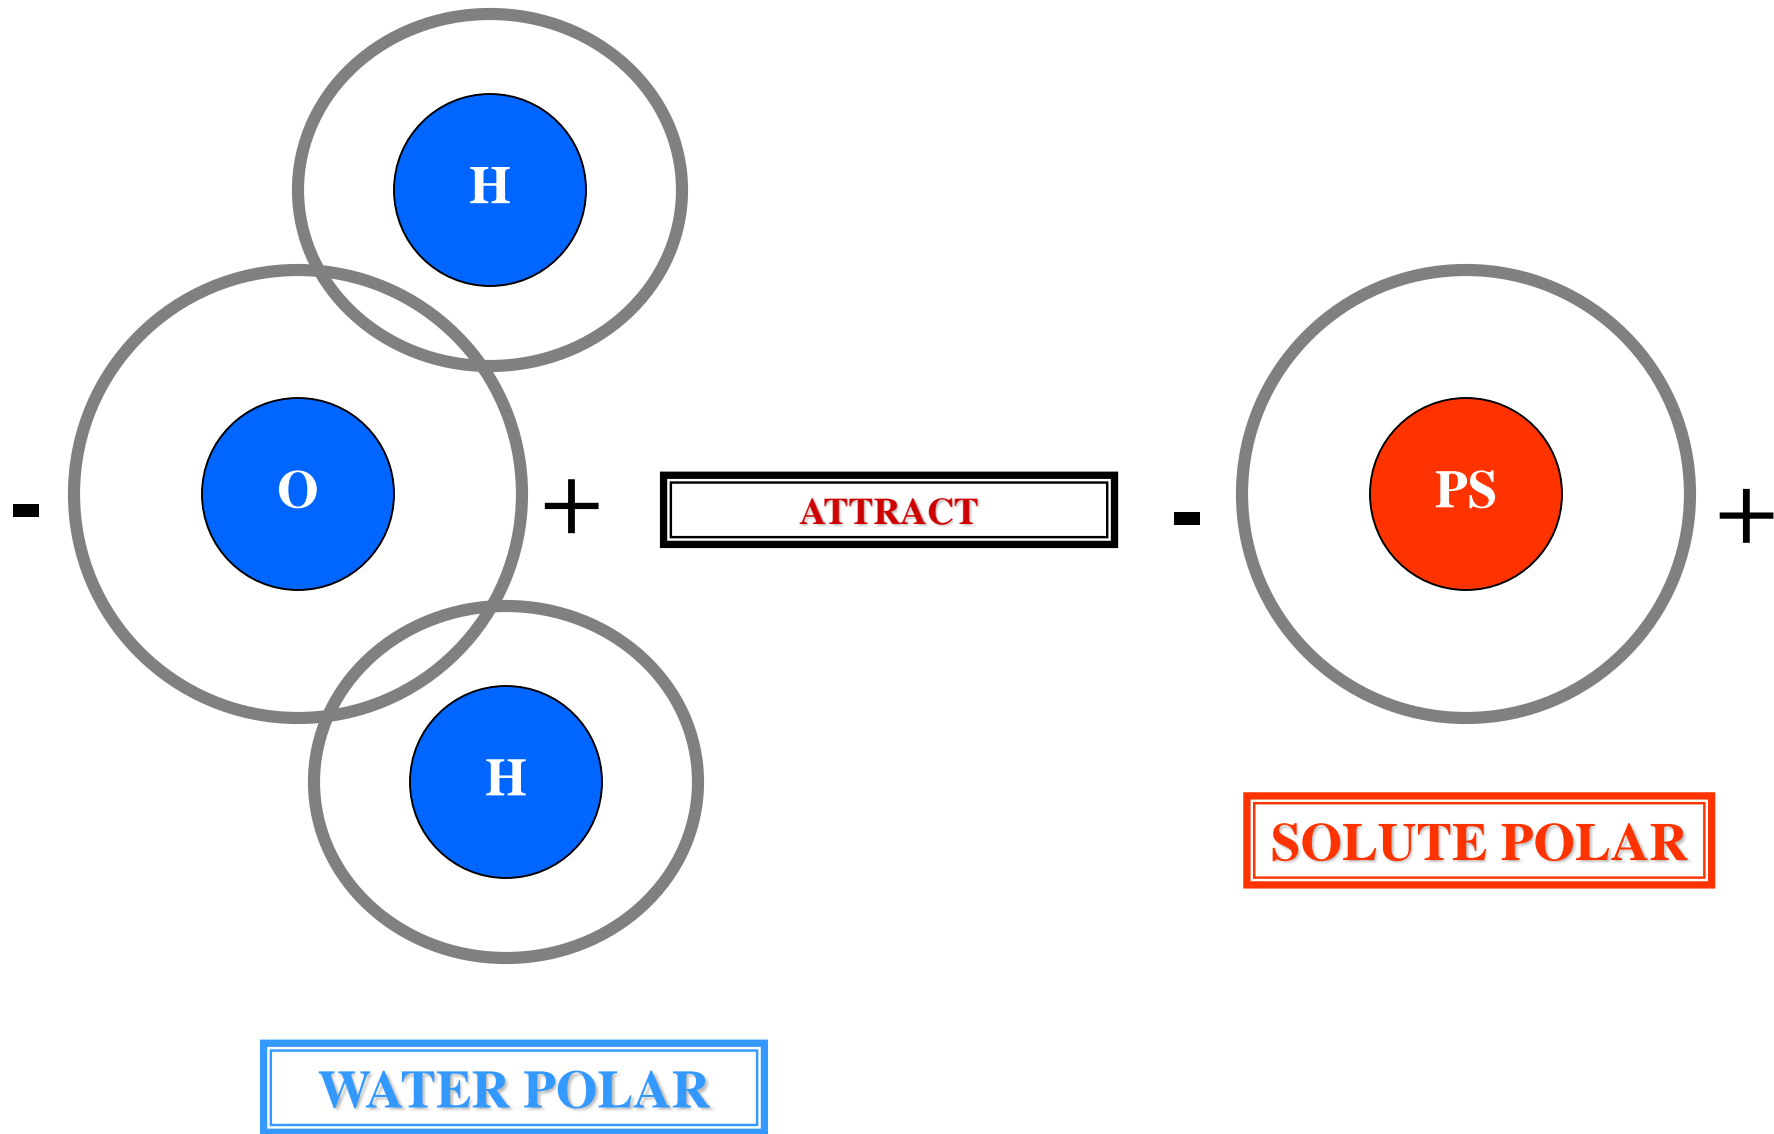 H
O
- + ATTRACT - PS +
H
SOLUTE POLAR
WATER POLAR